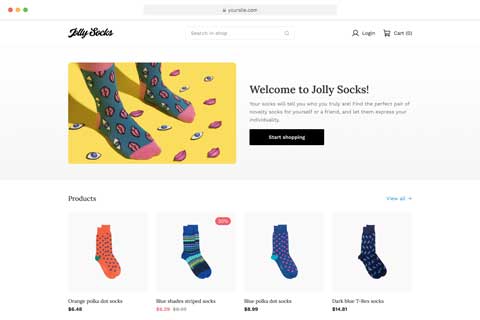 yoursite.com
Jolly Socks
Search in shop
Login
Cart (0)
Welcome to Jolly Socks!
Your socks will tell who you truly are! Find the perfect pair of
novelty socks for yourself or a friend, and let them express your
individuality.
Start shopping
Products
View all →
30%
Orange polka dot socks
$6.48
Blue shades striped socks
$6.29 $8.99
Blue polka dot socks
$8.99
Dark blue T-Rex socks
$14.81